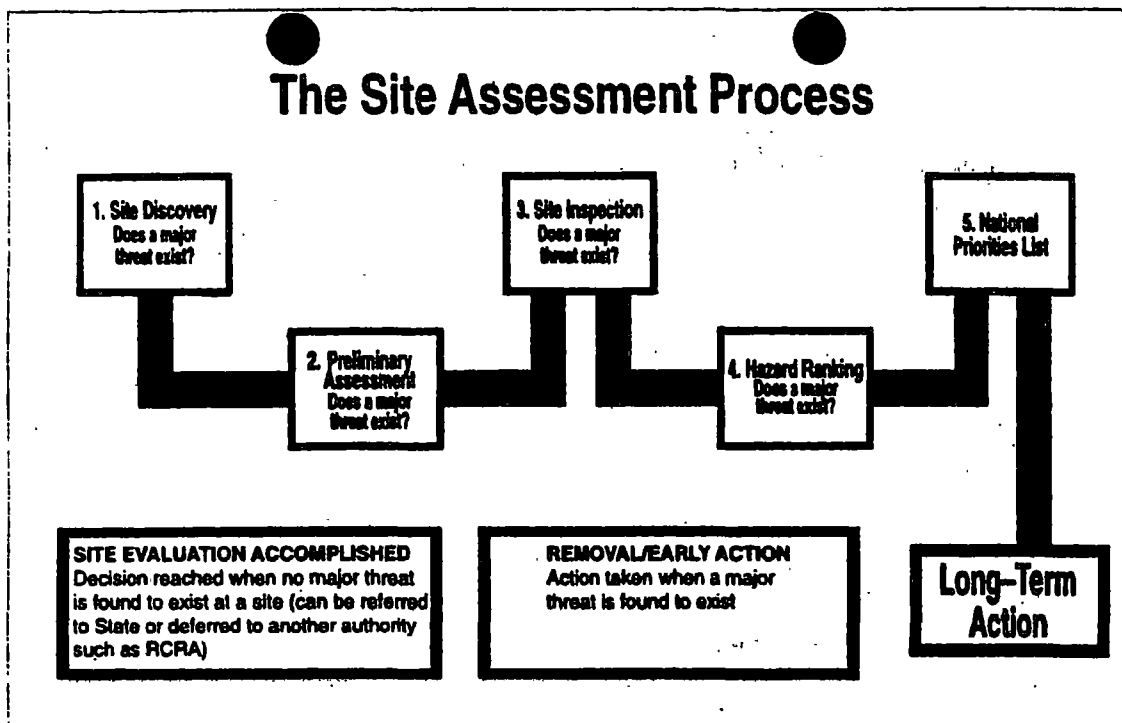 The Site Assessment Process
1. Site Discovery
Does a major
threat exist?
3. Site Inspection
Does a major
threat exist?
5. National
Priorities List
2. Preliminary
Assessment
Does a major
threat exist?
4. Hazard Ranking
Does a major
threat exist?
SITE EVALUATION ACCOMPLISHED
Decision reached when no major threat
is found to exist at a site (can be referred
to State or deferred to another authority
such as RCRA)
REMOVAL/EARLY ACTION
Action taken when a major
threat is found to exist
Long–Term
Action